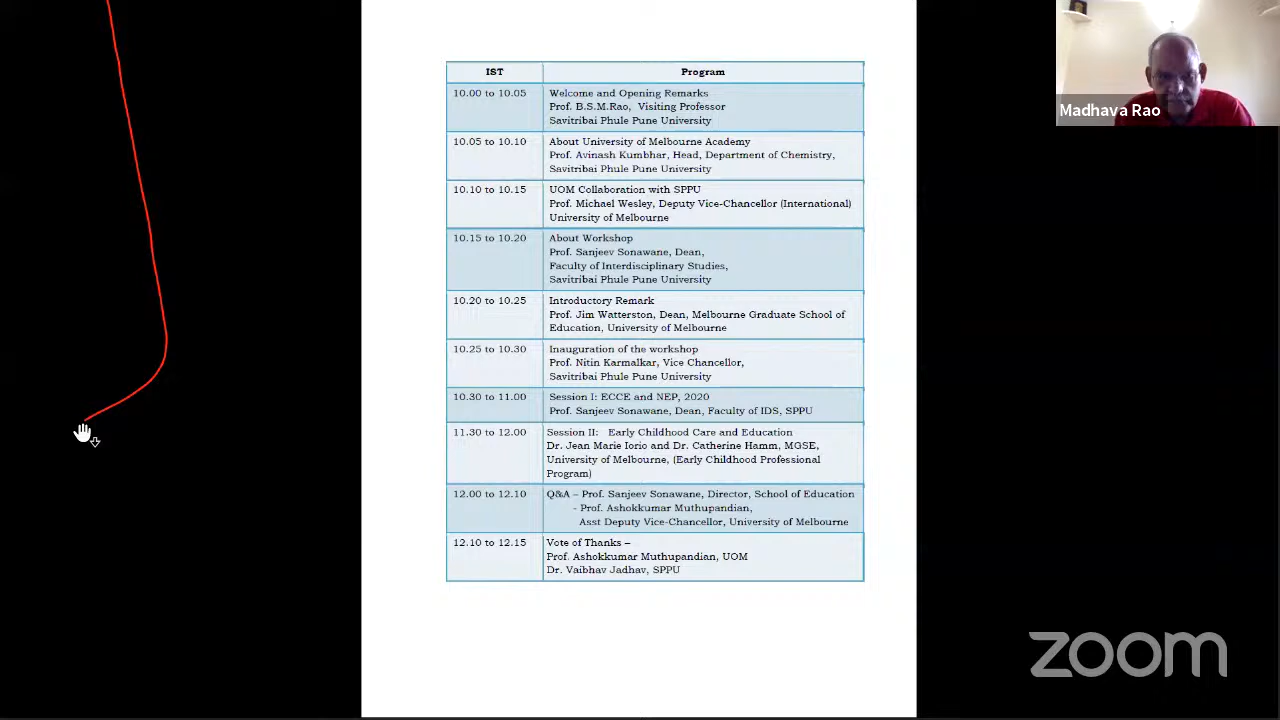 IST Program
10.00 to 10.05 Welcome and Opening Remarks
Prof. B.S.M.Rao, Visiting Professor
Savitribai Phule Pune University
10.05 to 10.10 About University of Melbourne Academy
Prof. Avinash Kumbhar, Head, Department of Chemistry,
Savitribai Phule Pune University
10.10 to 10.15 UOM Collaboration with SPPU
Prof. Michael Wesley, Deputy Vice-Chancellor (International)
University of Melbourne
10.15 to 10.20 About Workshop
Prof. Sanjeev Sonawane, Dean,
Faculty of Interdisciplinary Studies,
Savitribai Phule Pune University
10.20 to 10.25 Introductory Remark
Prof. Jim Watterston, Dean, Melbourne Graduate School of
Education, University of Melbourne
10.25 to 10.30 Inauguration of the workshop
Prof. Nitin Karmalkar, Vice Chancellor,
Savitribai Phule Pune University
10.30 to 11.00 Session I: ECCE and NEP, 2020
Prof. Sanjeev Sonawane, Dean, Faculty of IDS, SPPU
11.30 to 12.00 Session II: Early Childhood Care and Education
Dr. Jean Marie Iorio and Dr. Catherine Hamm, MGSE,
University of Melbourne, (Early Childhood Professional
Program)
12.00 to 12.10 Q&A – Prof. Sanjeev Sonawane, Director, School of Education
- Prof. Ashokkumar Muthupandian,
Asst Deputy Vice-Chancellor, University of Melbourne
12.10 to 12.15 Vote of Thanks –
Prof. Ashokkumar Muthupandian, UOM
Dr. Vaibhav Jadhav, SPPU
Madhava Rao
zoom